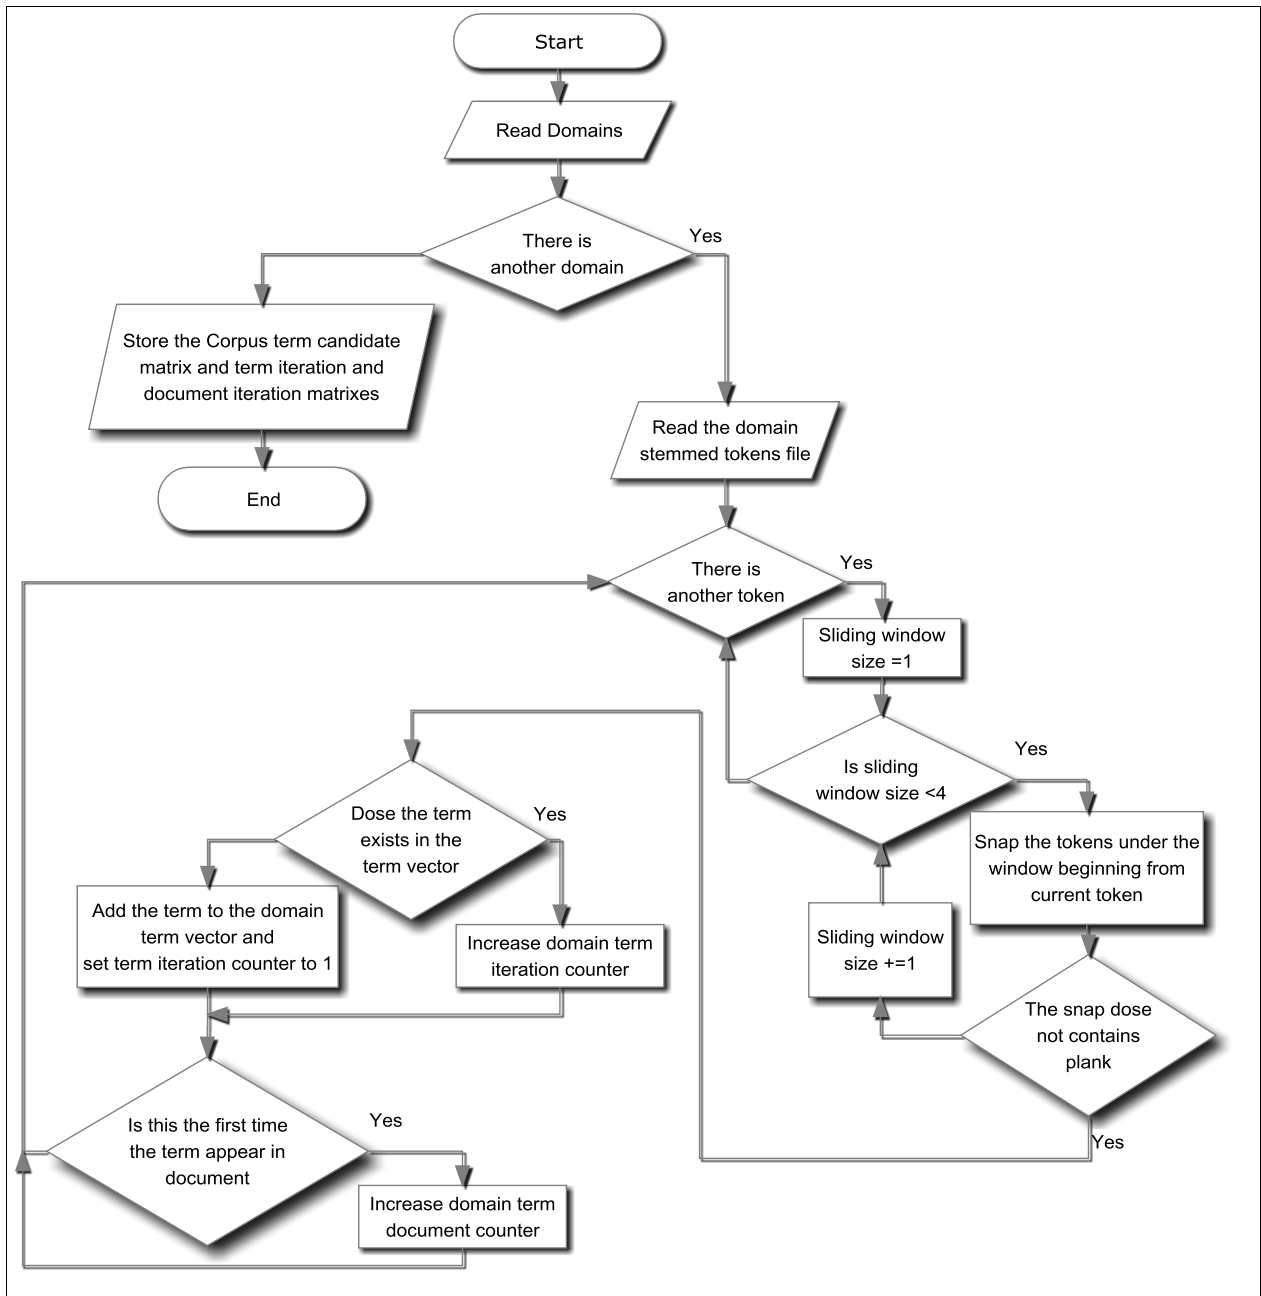 Start
Read Domains
There is
another domain
Yes
Store the Corpus term candidate
matrix and term iteration and
document iteration matrixes
End
Read the domain
stemmed tokens file
There is
another token
Yes
Sliding window
size =1
Is sliding
window size <4
Yes
Snap the tokens under the
window beginning from
current token
Sliding window
size +=1
The snap dose
not contains
plank
Yes
Dose the term
exists in the
term vector
Yes
Add the term to the domain
term vector and
set term iteration counter to 1
Increase domain term
iteration counter
Is this the first time
the term appear in
document
Yes
Increase domain term
document counter